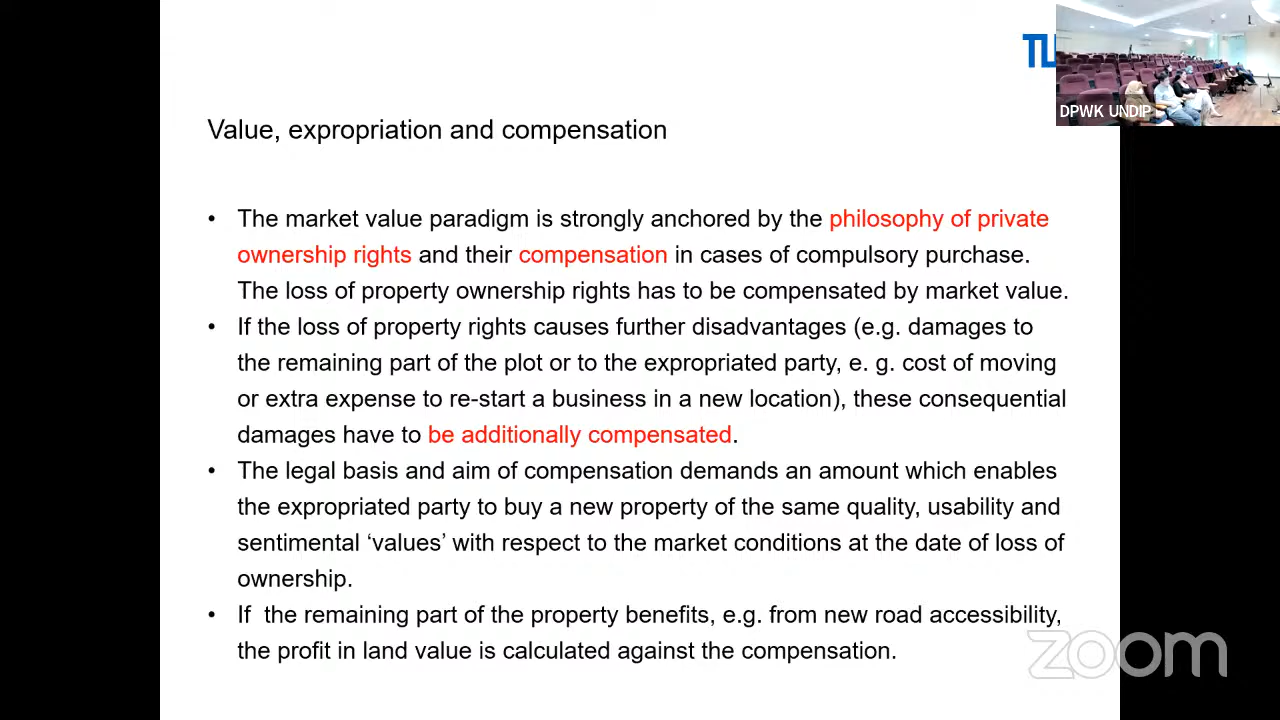 TU
DPWK UNDIP
Value, expropriation and compensation
• The market value paradigm is strongly anchored by the philosophy of private
ownership rights and their compensation in cases of compulsory purchase.
The loss of property ownership rights has to be compensated by market value.
• If the loss of property rights causes further disadvantages (e.g. damages to
the remaining part of the plot or to the expropriated party, e. g. cost of moving
or extra expense to re-start a business in a new location), these consequential
damages have to be additionally compensated.
• The legal basis and aim of compensation demands an amount which enables
the expropriated party to buy a new property of the same quality, usability and
sentimental ‘values’ with respect to the market conditions at the date of loss of
ownership.
• If the remaining part of the property benefits, e.g. from new road accessibility,
the profit in land value is calculated against the compensation.
zoom